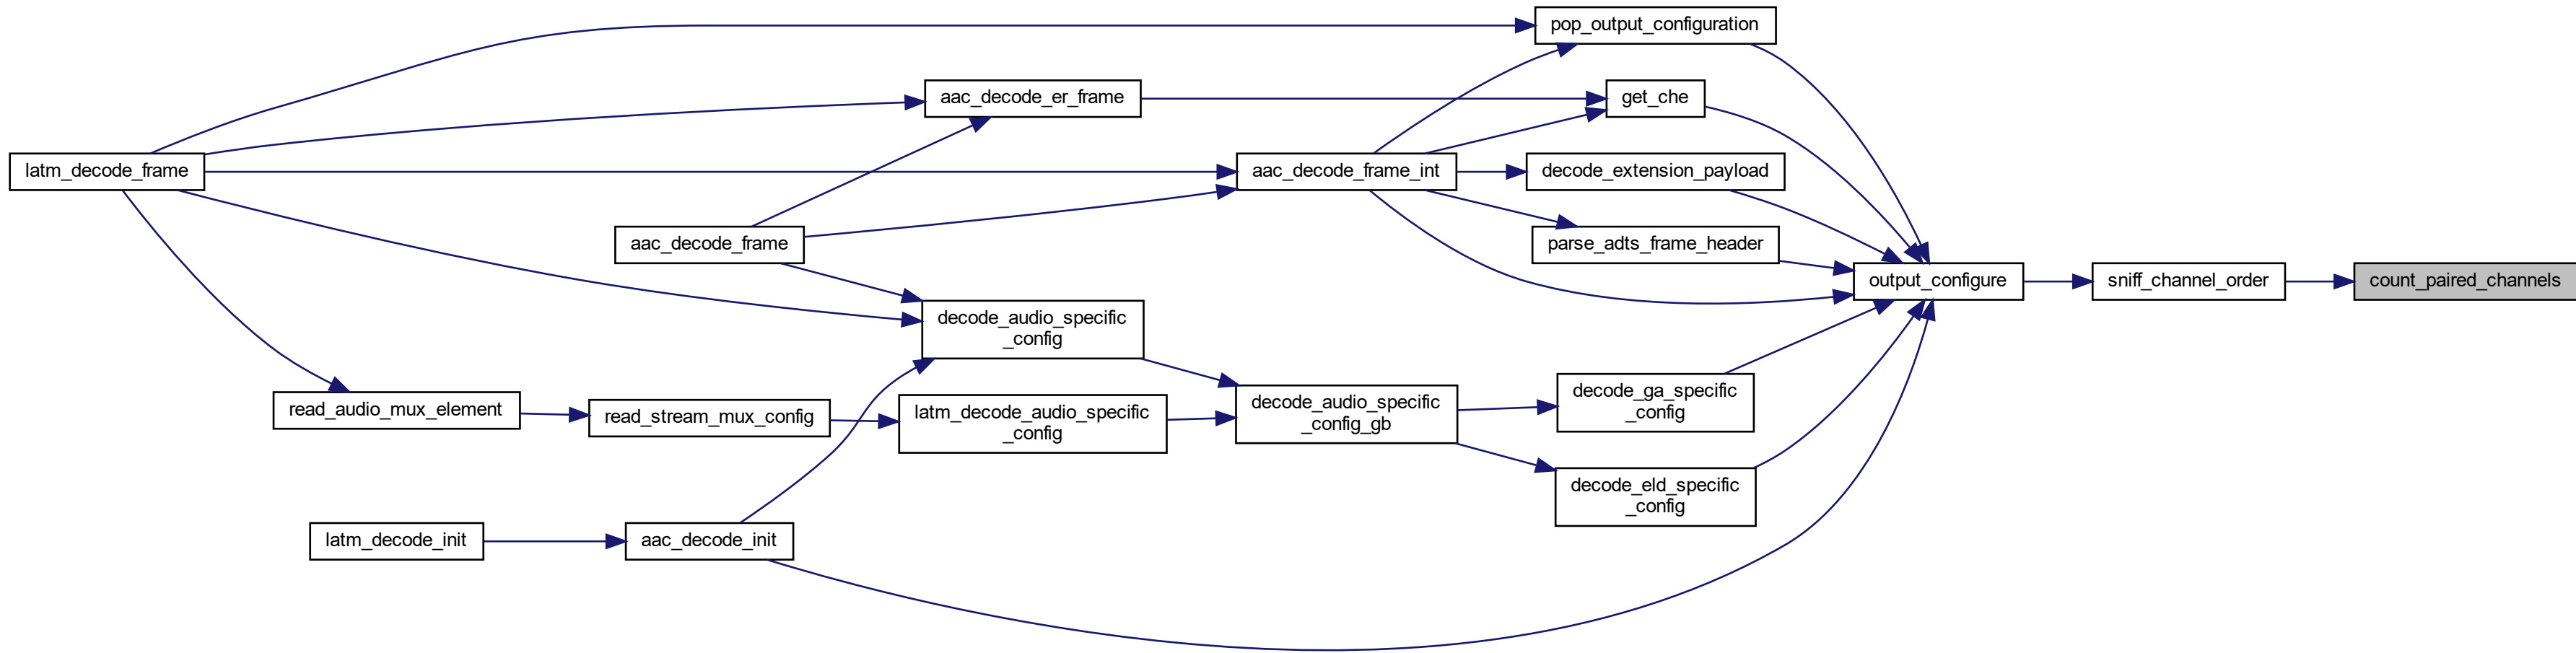 pop_output_configuration
aac_decode_er_frame
get_che
latm_decode_frame
aac_decode_frame_int
decode_extension_payload
aac_decode_frame
parse_adts_frame_header
output_configure
sniff_channel_order
count_paired_channels
decode_audio_specific
_config
read_audio_mux_element
read_stream_mux_config
latm_decode_audio_specific
_config
decode_audio_specific
_config_gb
decode_ga_specific
_config
decode_eld_specific
_config
latm_decode_init
aac_decode_init